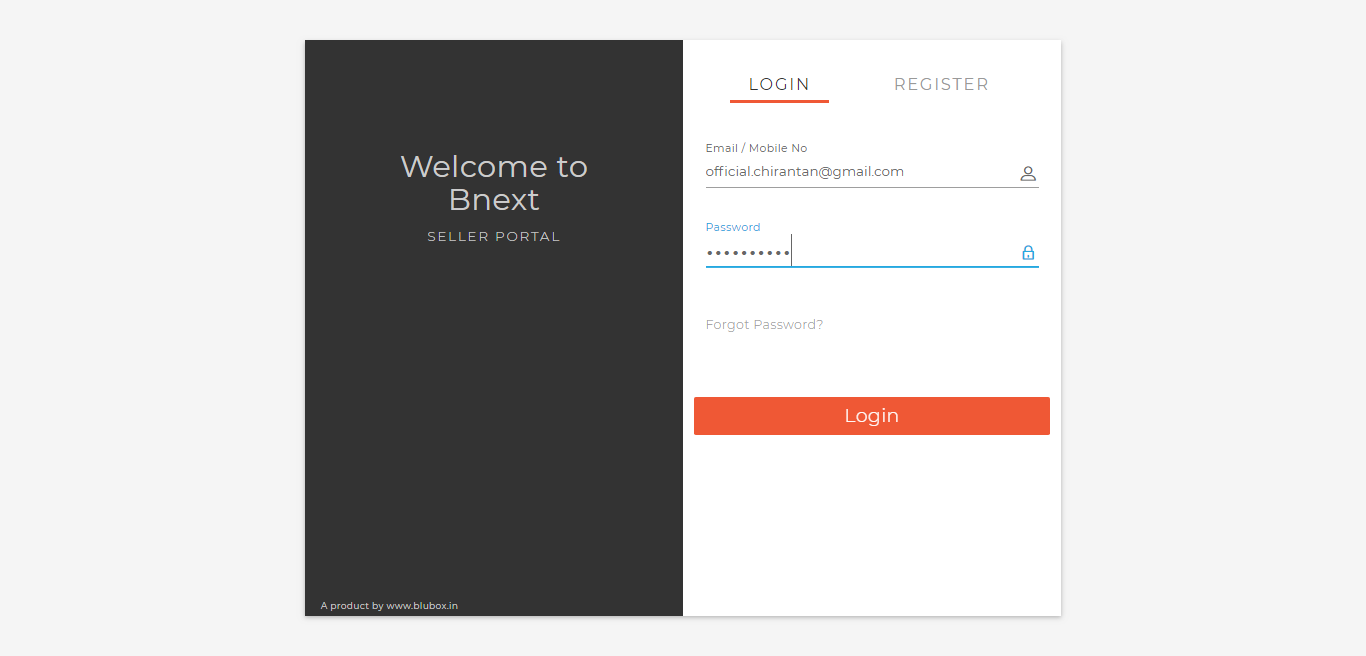 Welcome to
Bnext
SELLER PORTAL
A product by www.blubox.in
LOGIN
REGISTER
Email / Mobile No
official.chirantan@gmail.com
Password
••••••••••
Forgot Password?
Login